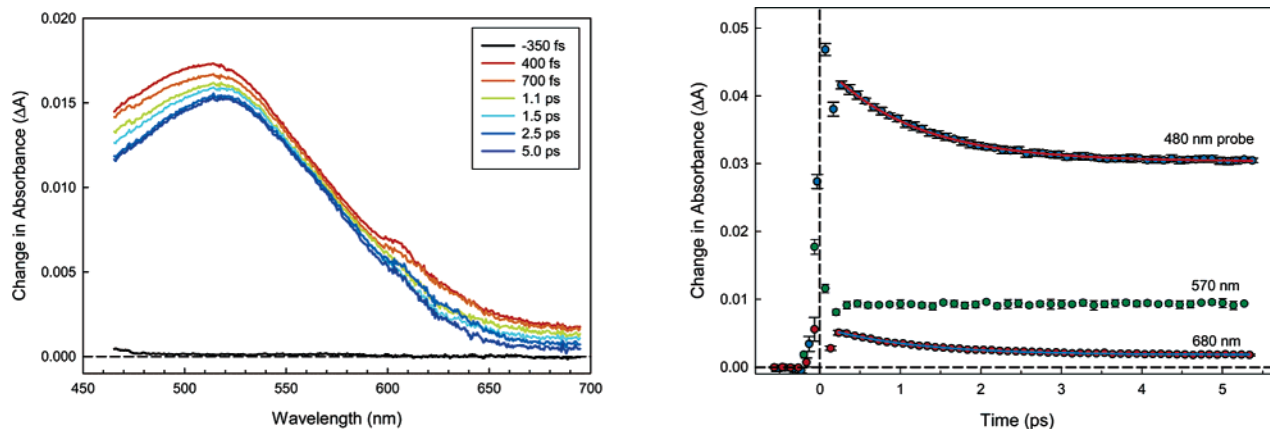 0.020
0.015
0.010
0.005
0.000
Change in Absorbance (ΔA)
-350 fs
400 fs
700 fs
1.1 ps
1.5 ps
2.5 ps
5.0 ps
450 500 550 600 650 700
Wavelength (nm)
0.05
0.04
0.03
0.02
0.01
0.00
Change in Absorbance (ΔA)
480 nm probe
570 nm
680 nm
0 1 2 3 4 5
Time (ps)